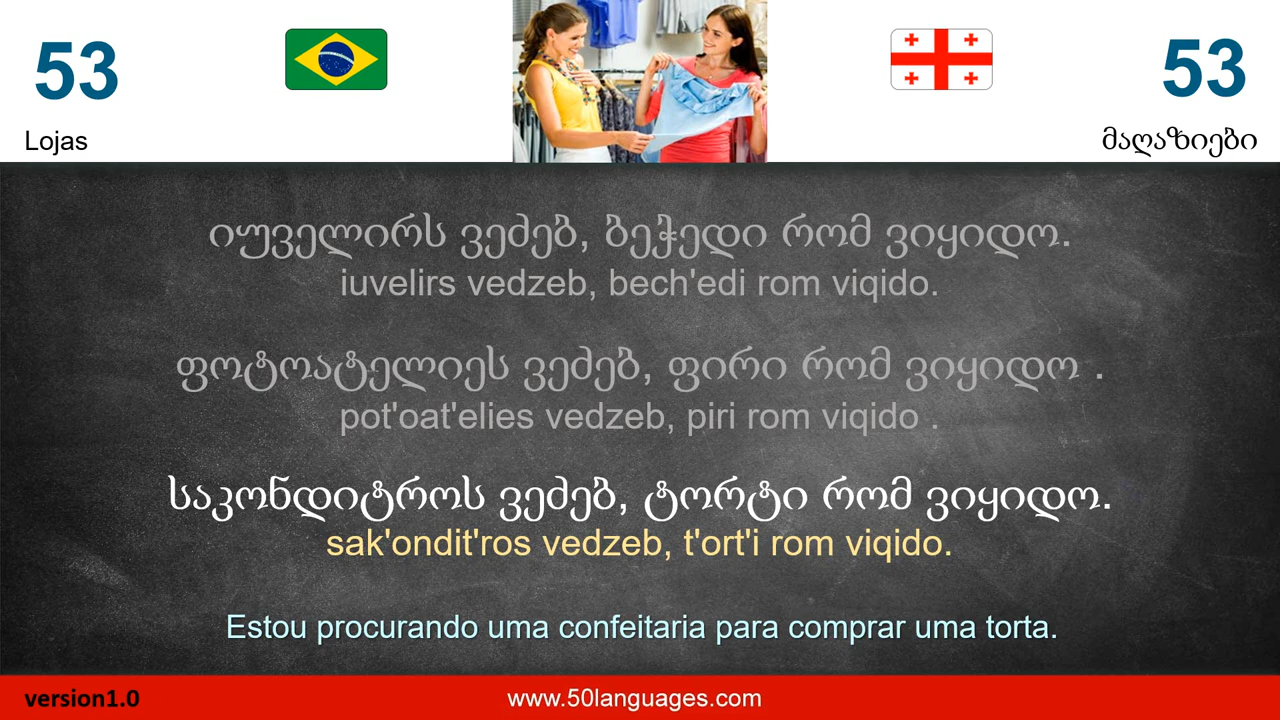 53
53
Lojas
მაღაზიები
იუველირს ვეძებ, ბეჭედი რომ ვიყიდო.
iuvelirs vedzeb, bech'edi rom viqido.
ფოტოატელიეს ვეძებ, ფირი რომ ვიყიდო .
pot'oat'elies vedzeb, piri rom viqido .
საკონდიტროს ვეძებ, ტორტი რომ ვიყიდო.
sak'ondit'ros vedzeb, t'ort'i rom viqido.
Estou procurando uma confeitaria para comprar uma torta.
version1.0
www.50languages.com